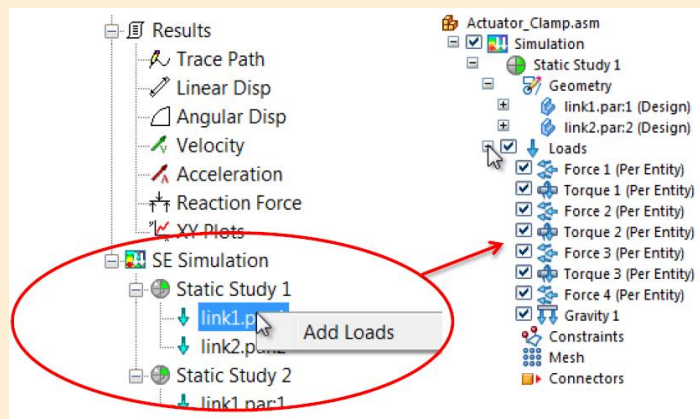 Results
Trace Path
Linear Disp
Angular Disp
Velocity
Acceleration
Reaction Force
XY Plots
SE Simulation
Static Study 1
link1.par:1
Add Loads
link2.par:2
Static Study 2
link1.par:1
Actuator_Clamp.asm
Simulation
Static Study 1
Geometry
link1.par:1 (Design)
link2.par:2 (Design)
Loads
Force 1 (Per Entity)
Torque 1 (Per Entity)
Force 2 (Per Entity)
Torque 2 (Per Entity)
Force 3 (Per Entity)
Torque 3 (Per Entity)
Force 4 (Per Entity)
Gravity 1
Constraints
Mesh
Connectors